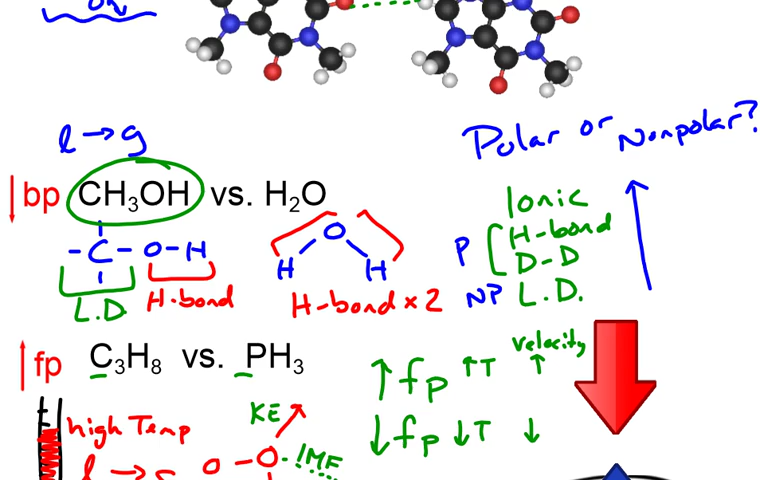 l → g
Polar or Nonpolar?
↓ bp CH₃OH vs. H₂O
Ionic
H-bond
P
D-D
NP L.D.
- C - O - H
O
H H
L.D
H-bond
H-bond × 2
↑ fp C₃H₈ vs. PH₃
↑ fp ↑T velocity ↑
↓ fp ↓T ↓
high Temp
KE
O - O
IMF
l →